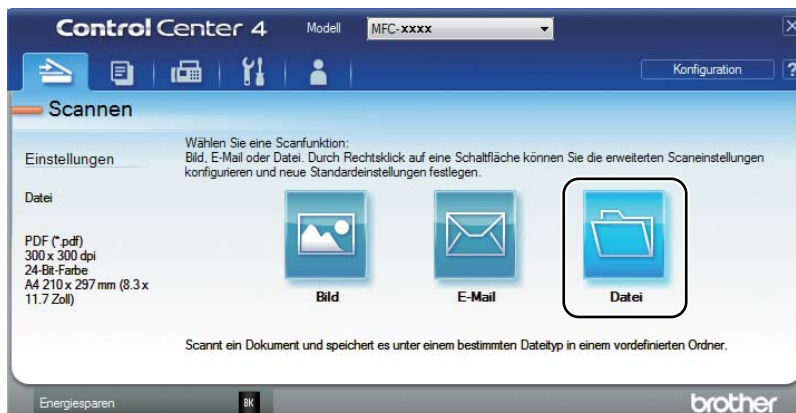 Control Center 4
Modell
MFC-xxxx
Konfiguration
?
Scannen
Einstellungen
Datei
PDF (*.pdf)
300 x 300 dpi
24-Bit-Farbe
A4 210 x 297 mm (8.3 x
11.7 Zoll)
Wählen Sie eine Scanfunktion:
Bild, E-Mail oder Datei. Durch Rechtsklick auf eine Schaltfläche können Sie die erweiterten Scaneinstellungen
konfigurieren und neue Standardeinstellungen festlegen.
Bild
E-Mail
Datei
Scannt ein Dokument und speichert es unter einem bestimmten Dateityp in einem vordefinierten Ordner.
Energiesparen
BK
brother